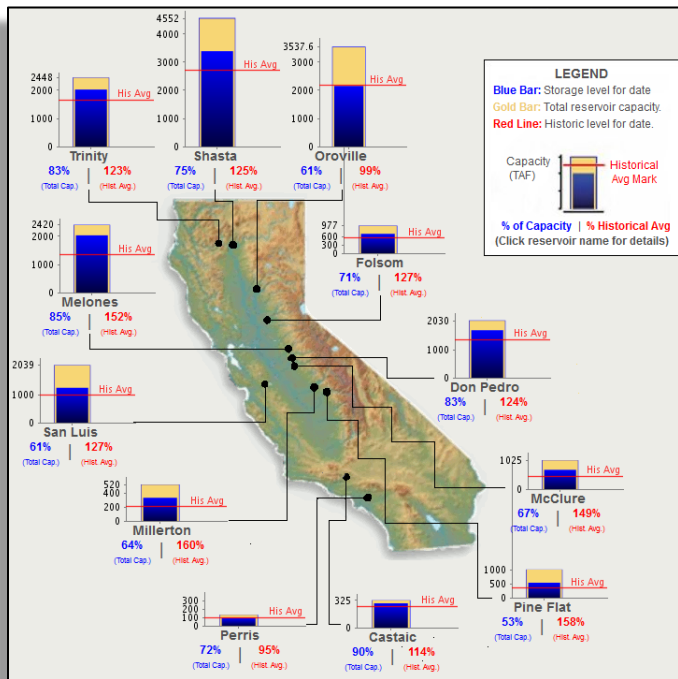 4552
His Avg
2000
1000
0
Shasta
75% | 125%
(Total Cap.) (Hist. Avg.)
3537.6
His Avg
2000
1000
0
Oroville
61% | 99%
(Total Cap.) (Hist. Avg.)
2448
2000
His Avg
1000
0
Trinity
83% | 123%
(Total Cap.) (Hist. Avg.)
LEGEND
Blue Bar: Storage level for date
Gold Bar: Total reservoir capacity.
Red Line: Historic level for date.
Capacity
(TAF)
Historical
Avg Mark
% of Capacity | % Historical Avg
(Click reservoir name for details)
2420
2000
His Avg
1000
0
Melones
85% | 152%
(Total Cap.) (Hist. Avg.)
977
His Avg
600
300
0
Folsom
71% | 127%
(Total Cap.) (Hist. Avg.)
2030
His Avg
1000
0
Don Pedro
83% | 124%
(Total Cap.) (Hist. Avg.)
2039
His Avg
1000
0
San Luis
61% | 127%
(Total Cap.) (Hist. Avg.)
1025
His Avg
0
McClure
67% | 149%
(Total Cap.) (Hist. Avg.)
520
400
His Avg
200
0
Millerton
64% | 160%
(Total Cap.) (Hist. Avg.)
1000
His Avg
500
0
Pine Flat
53% | 158%
(Total Cap.) (Hist. Avg.)
300
200
His Avg
100
0
Perris
72% | 95%
(Total Cap.) (Hist. Avg.)
325
His Avg
0
Castaic
90% | 114%
(Total Cap.) (Hist. Avg.)